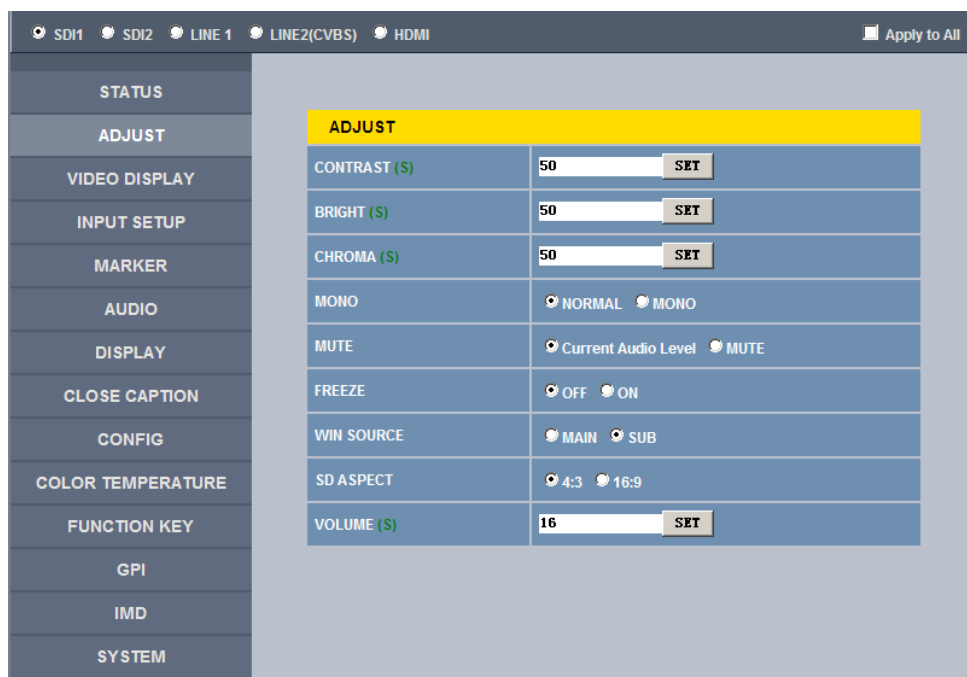 SDI1 SDI2 LINE 1 LINE2(CVBS) HDMI Apply to All
STATUS
ADJUST
VIDEO DISPLAY
INPUT SETUP
MARKER
AUDIO
DISPLAY
CLOSE CAPTION
CONFIG
COLOR TEMPERATURE
FUNCTION KEY
GPI
IMD
SYSTEM
ADJUST
CONTRAST (S) 50 SET
BRIGHT (S) 50 SET
CHROMA (S) 50 SET
MONO NORMAL MONO
MUTE Current Audio Level MUTE
FREEZE OFF ON
WIN SOURCE MAIN SUB
SD ASPECT 4:3 16:9
VOLUME (S) 16 SET